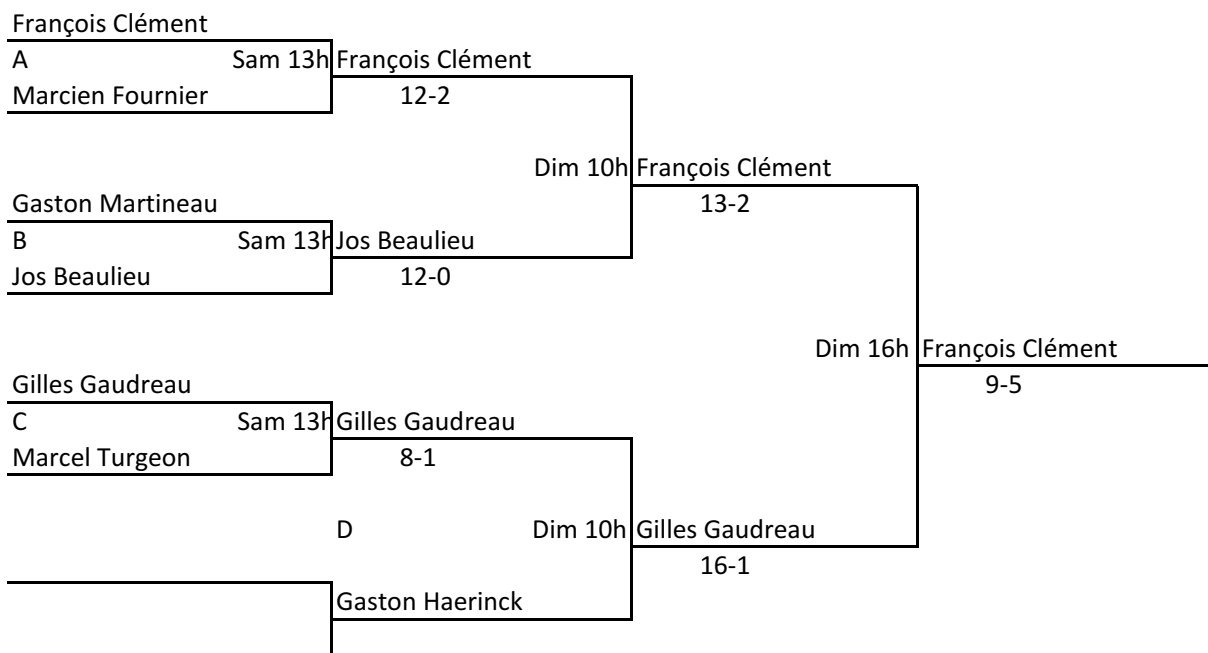 François Clément
A Sam 13h François Clément
Marcien Fournier 12-2
Dim 10h François Clément
Gaston Martineau 13-2
B Sam 13h Jos Beaulieu
Jos Beaulieu 12-0
Dim 16h François Clément
Gilles Gaudreau 9-5
C Sam 13h Gilles Gaudreau
Marcel Turgeon 8-1
D Dim 10h Gilles Gaudreau
16-1
Gaston Haerinck